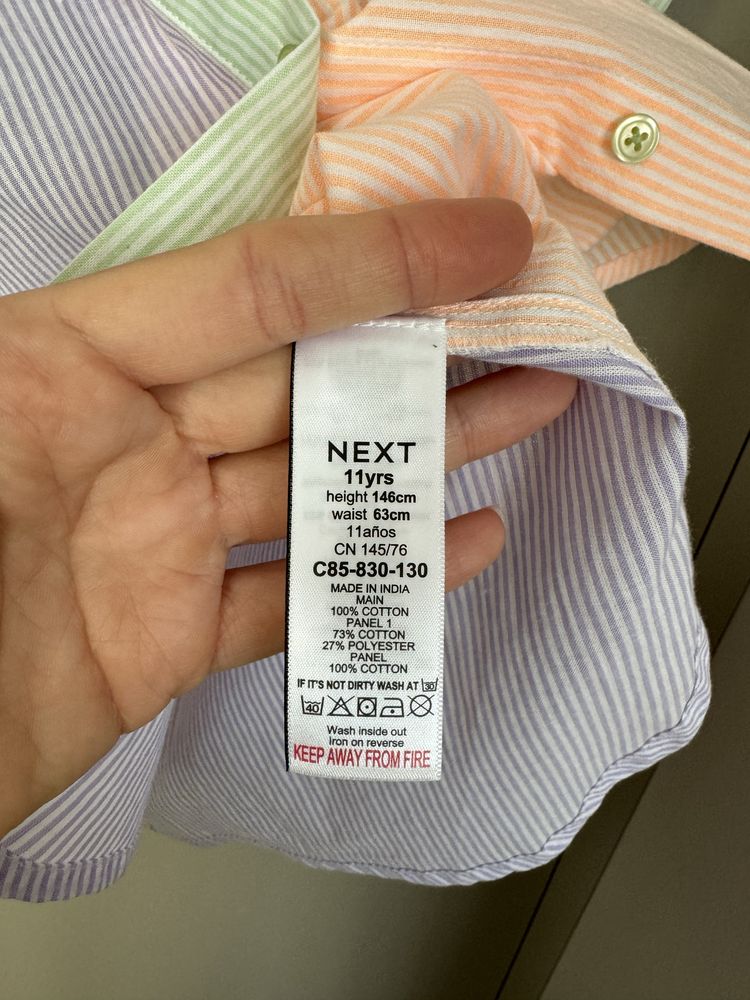 NEXT
11yrs
height 146cm
waist 63cm
11años
CN 145/76
C85-830-130
MADE IN INDIA
MAIN
100% COTTON
PANEL 1
73% COTTON
27% POLYESTER
PANEL
100% COTTON
IF IT'S NOT DIRTY WASH AT 30
40
Wash inside out
Iron on reverse
KEEP AWAY FROM FIRE